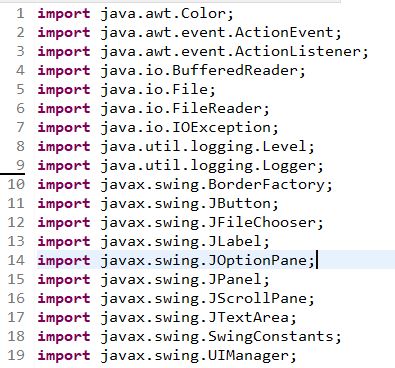 1 import java.awt.Color;
2 import java.awt.event.ActionEvent;
3 import java.awt.event.ActionListener;
4 import java.io.BufferedReader;
5 import java.io.File;
6 import java.io.FileReader;
7 import java.io.IOException;
8 import java.util.logging.Level;
9 import java.util.logging.Logger;
10 import javax.swing.BorderFactory;
11 import javax.swing.JButton;
12 import javax.swing.JFileChooser;
13 import javax.swing.JLabel;
14 import javax.swing.JOptionPane;
15 import javax.swing.JPanel;
16 import javax.swing.JScrollPane;
17 import javax.swing.JTextArea;
18 import javax.swing.SwingConstants;
19 import javax.swing.UIManager;